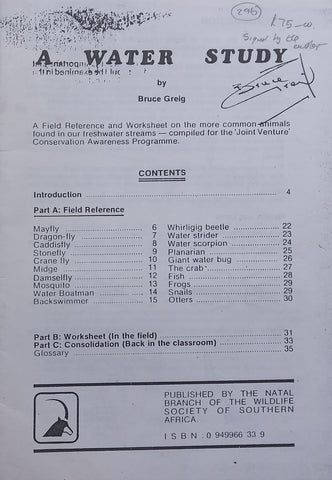 296
R75-00
Signed by the author
A WATER STUDY
by
Bruce Greig
Bruce Greig
A Field Reference and Worksheet on the more common animals
found in our freshwater streams — compiled for the 'Joint Venture'
Conservation Awareness Programme.
CONTENTS
Introduction 4
Part A: Field Reference
Mayfly 6
Dragon-fly 7
Caddisfly 8
Stonefly 9
Crane fly 10
Midge 11
Damselfly 12
Mosquito 13
Water Boatman 14
Backswimmer 15
Whirligig beetle 22
Water strider 23
Water scorpion 24
Planarian 25
Giant water bug 26
The crab 27
Fish 28
Frogs 29
Snails 29
Otters 30
Part B: Worksheet (In the field) 31
Part C: Consolidation (Back in the classroom) 33
Glossary 35
PUBLISHED BY THE NATAL
BRANCH OF THE WILDLIFE
SOCIETY OF SOUTHERN
AFRICA.
ISBN: 0 949966 33 9